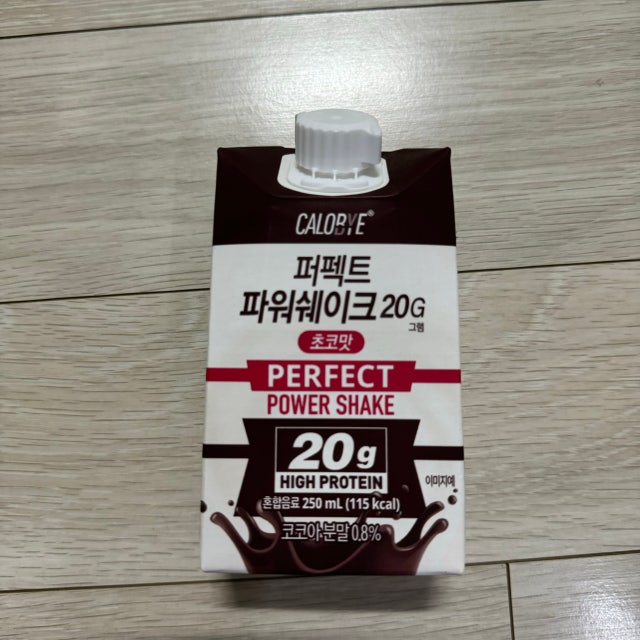 CALOBYE®
퍼펙트
파워쉐이크 20G
그램
초코맛
PERFECT
POWER SHAKE
20g
HIGH PROTEIN
이미지예
혼합음료 250 mL (115 kcal)
코코아 분말 0.8%